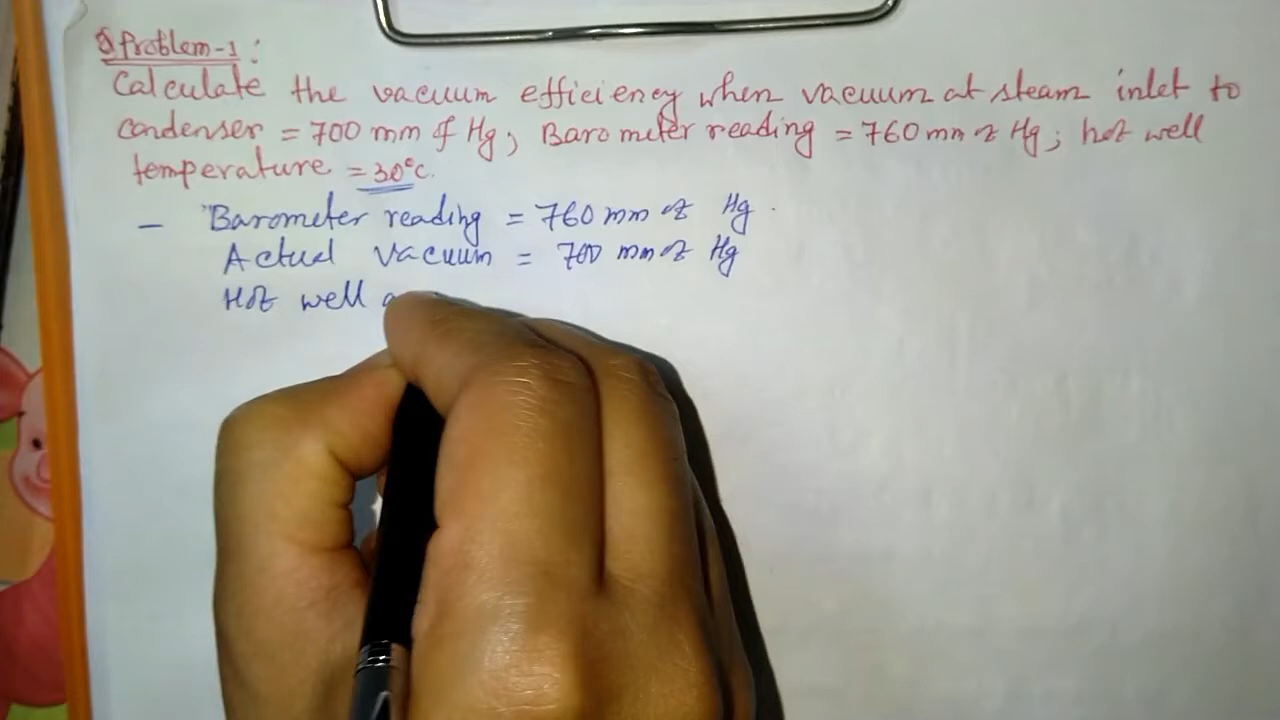 Problem-1:
Calculate the vacuum efficiency when vacuum at steam inlet to
condenser = 700 mm of Hg, Barometer reading = 760 mm of Hg; hot well
temperature = 30°C.
- Barometer reading = 760 mm of Hg.
Actual vacuum = 700 mm of Hg
Hot well